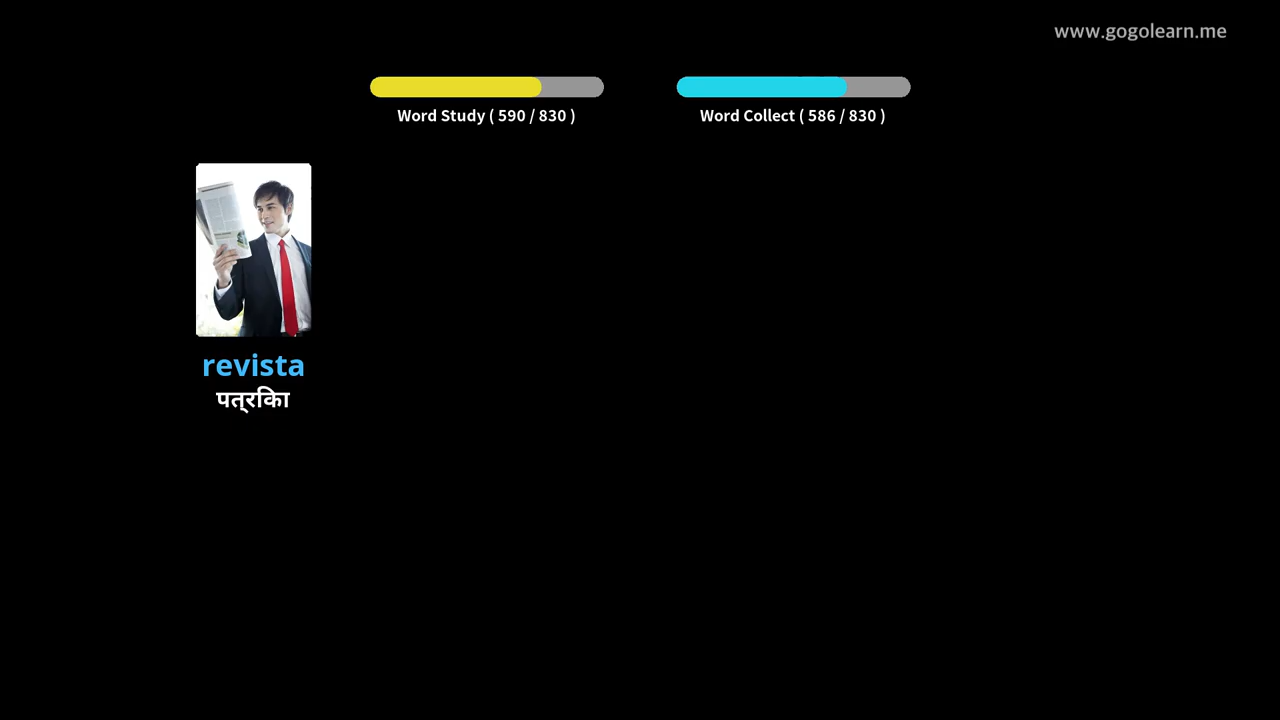 www.gogolearn.me
Word Study ( 590 / 830 )
Word Collect ( 586 / 830 )
revista
पत्रिका